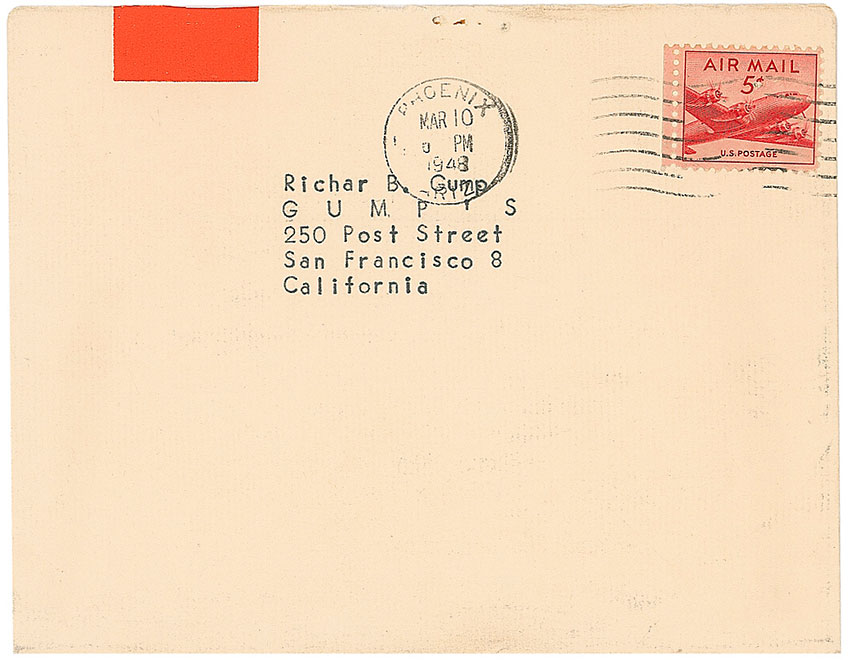 AIR MAIL
5¢
U.S. POSTAGE
PHOENIX
MAR 10
PM
1948
ARIZ.
Richar B. Gump
G U M P ' S
250 Post Street
San Francisco 8
California